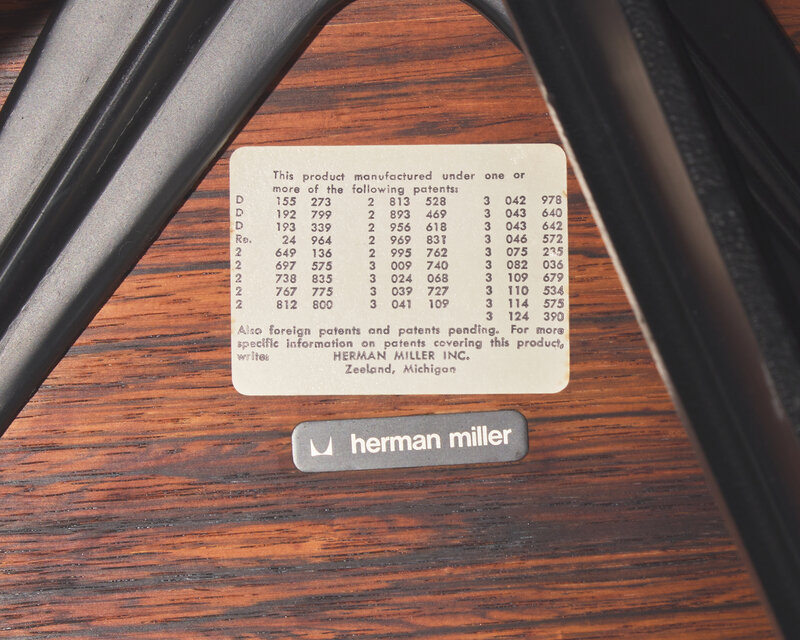 This product manufactured under one or
more of the following patents:
D 155 273 2 813 528 3 042 978
D 192 799 2 893 469 3 043 640
D 193 339 2 956 618 3 043 642
Re. 24 964 2 969 831 3 046 572
2 649 136 2 995 762 3 075 235
2 697 575 3 009 740 3 082 036
2 738 835 3 024 068 3 109 679
2 767 775 3 039 727 3 110 534
2 812 800 3 041 109 3 114 575
3 124 390
Also foreign patents and patents pending. For more
specific information on patents covering this product,
write: HERMAN MILLER INC.
Zeeland, Michigan
herman miller